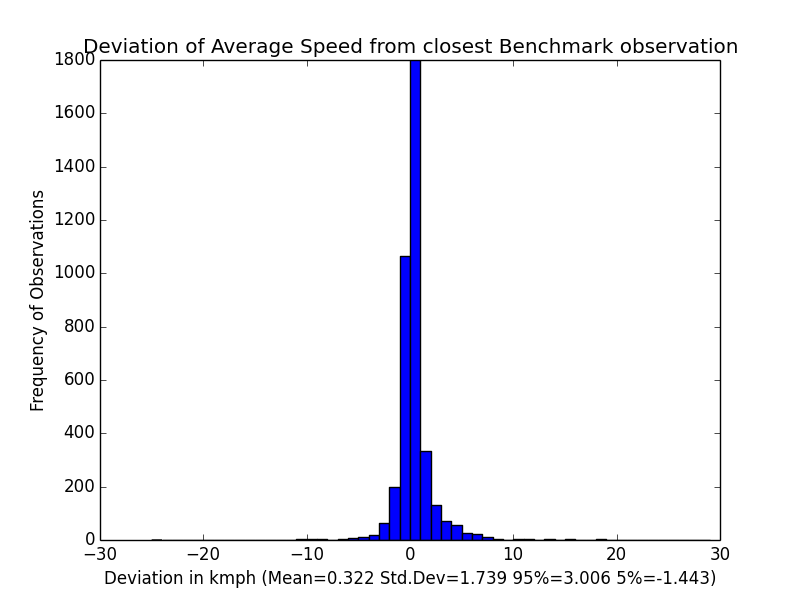 Deviation of Average Speed from closest Benchmark observation
1800
1600
1400
1200
1000
800
600
400
200
0
Frequency of Observations
−30 −20 −10 0 10 20 30
Deviation in kmph (Mean=0.322 Std.Dev=1.739 95%=3.006 5%=-1.443)